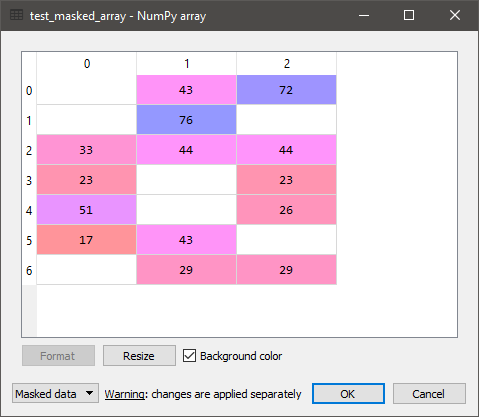 test_masked_array - NumPy array
0 1 2
0 43 72
1 76
2 33 44 44
3 23 23
4 51 26
5 17 43
6 29 29
Format Resize Background color
Masked data Warning: changes are applied separately OK Cancel